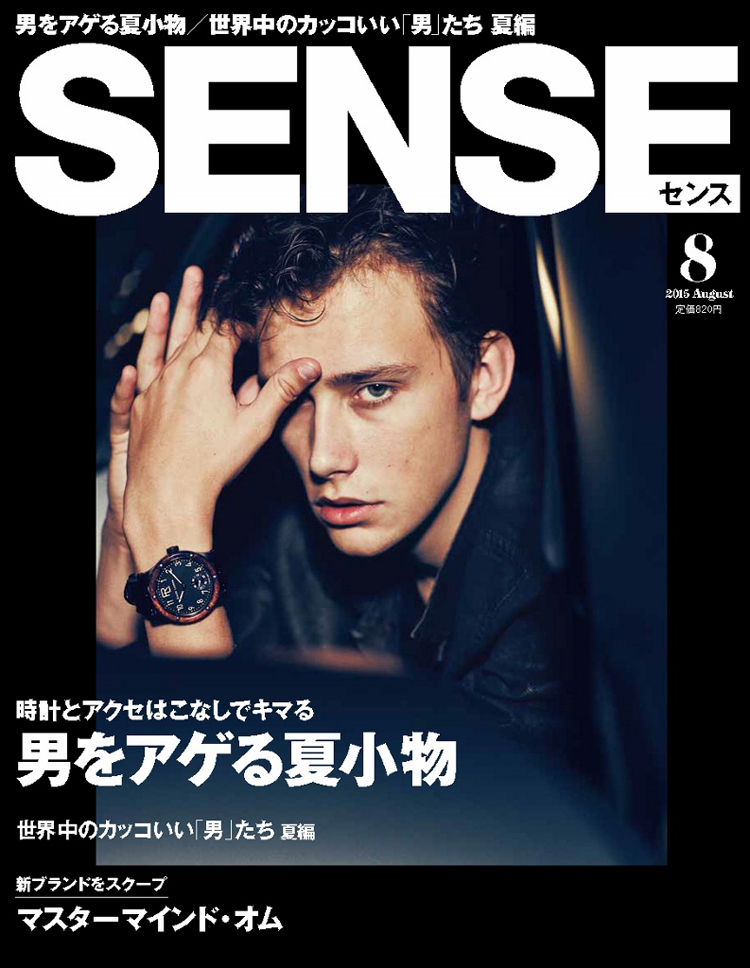 男をアゲる夏小物／世界中のカッコいい「男」たち 夏編
SENSE
センス
8
2015 August
定価820円
時計とアクセはこなしでキマる
男をアゲる夏小物
世界中のカッコいい「男」たち 夏編
新ブランドをスクープ
マスターマインド・オム